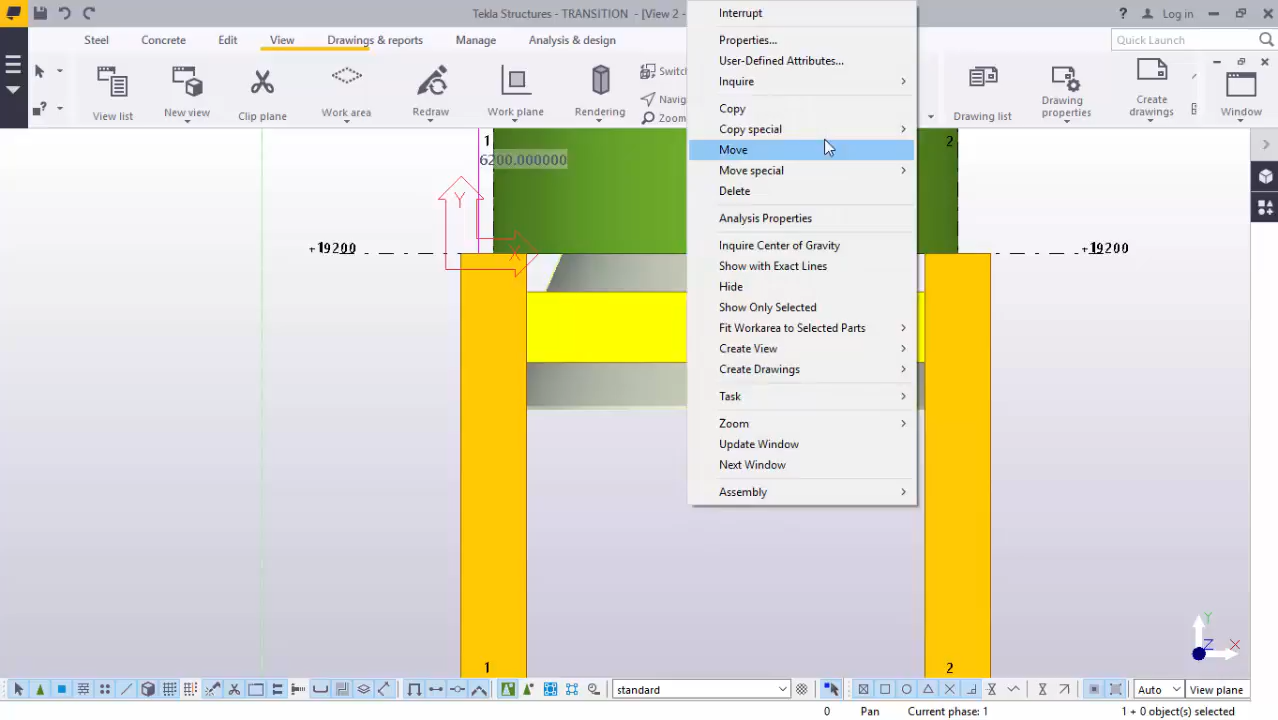 Tekla Structures - TRANSITION - [View 2 -
Log in
Steel
Concrete
Edit
View
Drawings & reports
Manage
Analysis & design
Quick Launch
View list
New view
Clip plane
Work area
Redraw
Work plane
Rendering
Switch
Navig
Zoom
Drawing list
Drawing
properties
Create
drawings
Window
Interrupt
Properties...
User-Defined Attributes...
Inquire
Copy
Copy special
Move
Move special
Delete
Analysis Properties
Inquire Center of Gravity
Show with Exact Lines
Hide
Show Only Selected
Fit Workarea to Selected Parts
Create View
Create Drawings
Task
Zoom
Update Window
Next Window
Assembly
1
2
6200.000000
Y
X
+19200
+19200
1
2
Y
Z
X
standard
Auto
View plane
0
Pan
Current phase: 1
1 + 0 object(s) selected